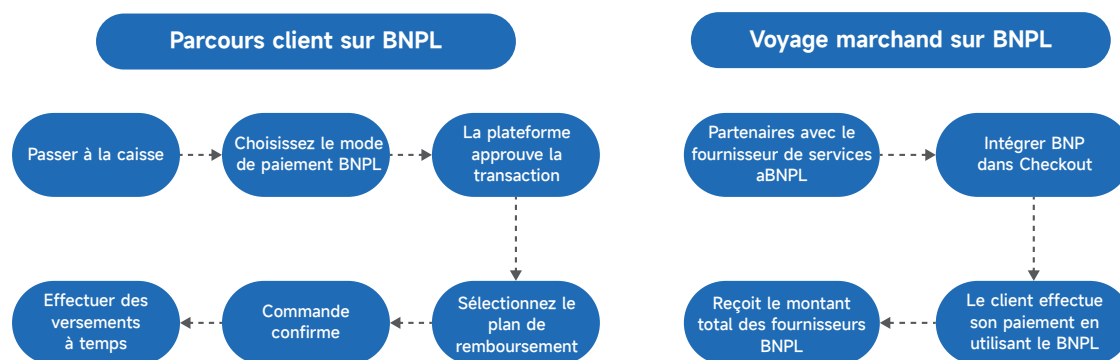 Parcours client sur BNPL
Voyage marchand sur BNPL
Passer à la caisse
Choisissez le mode
de paiement BNPL
La plateforme
approuve la
transaction
Sélectionnez le
plan de
remboursement
Commande
confirme
Effectuer des
versements
à temps
Partenaires avec le
fournisseur de services
aBNPL
Intégrer BNP
dans Checkout
Le client effectue
son paiement en
utilisant le BNPL
Reçoit le montant
total des fournisseurs
BNPL